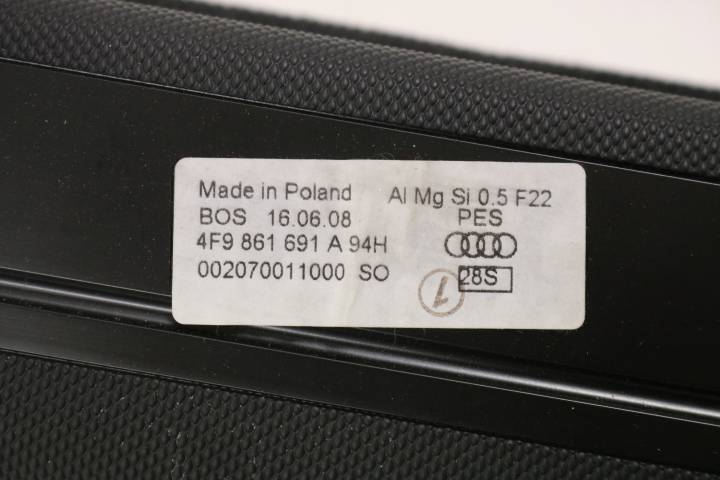 Made in Poland Al Mg Si 0.5 F22
BOS 16.06.08 PES
4F9 861 691 A 94H
002070011000 SO 28S
1